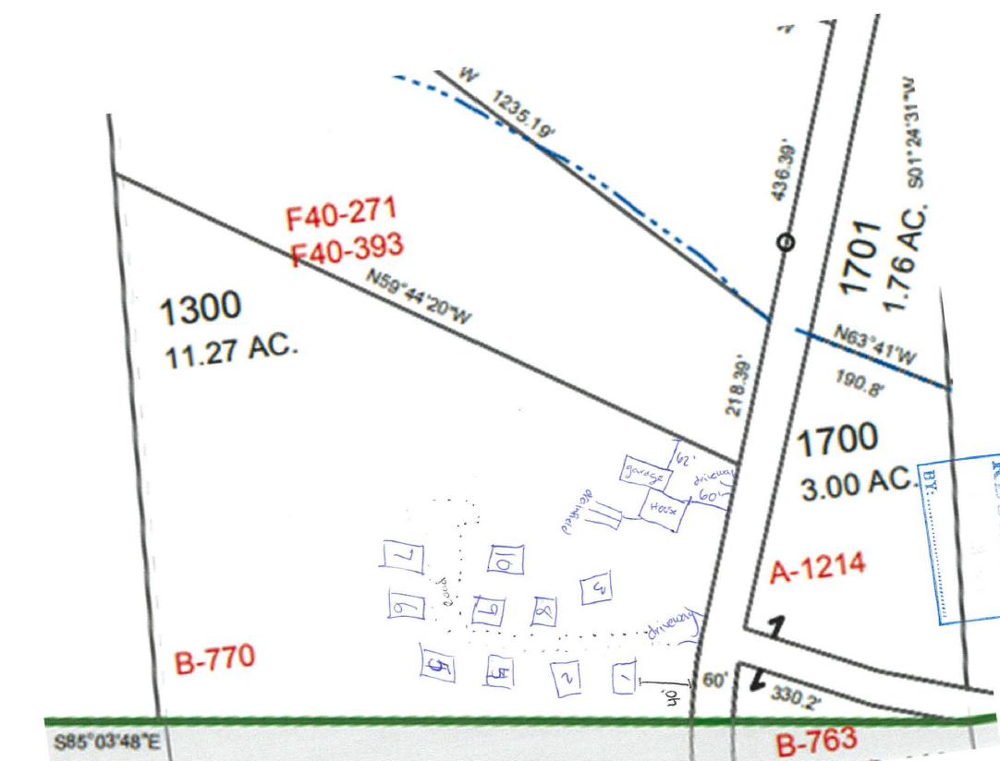 W
1235.19'
436.39'
S01°24'31"W
1701
1.76 AC.
F40-271
F40-393
N59°44'20"W
1300
11.27 AC.
N63°41'W
190.8'
218.39'
1700
3.00 AC.
BY:
62'
garage
driveway
60'
House
drainfield
A-1214
7
10
road
3
6
9
8
driveway
B-770
5
4
2
1
40'
60'
1
1
330.2'
S85°03'48"E
B-763